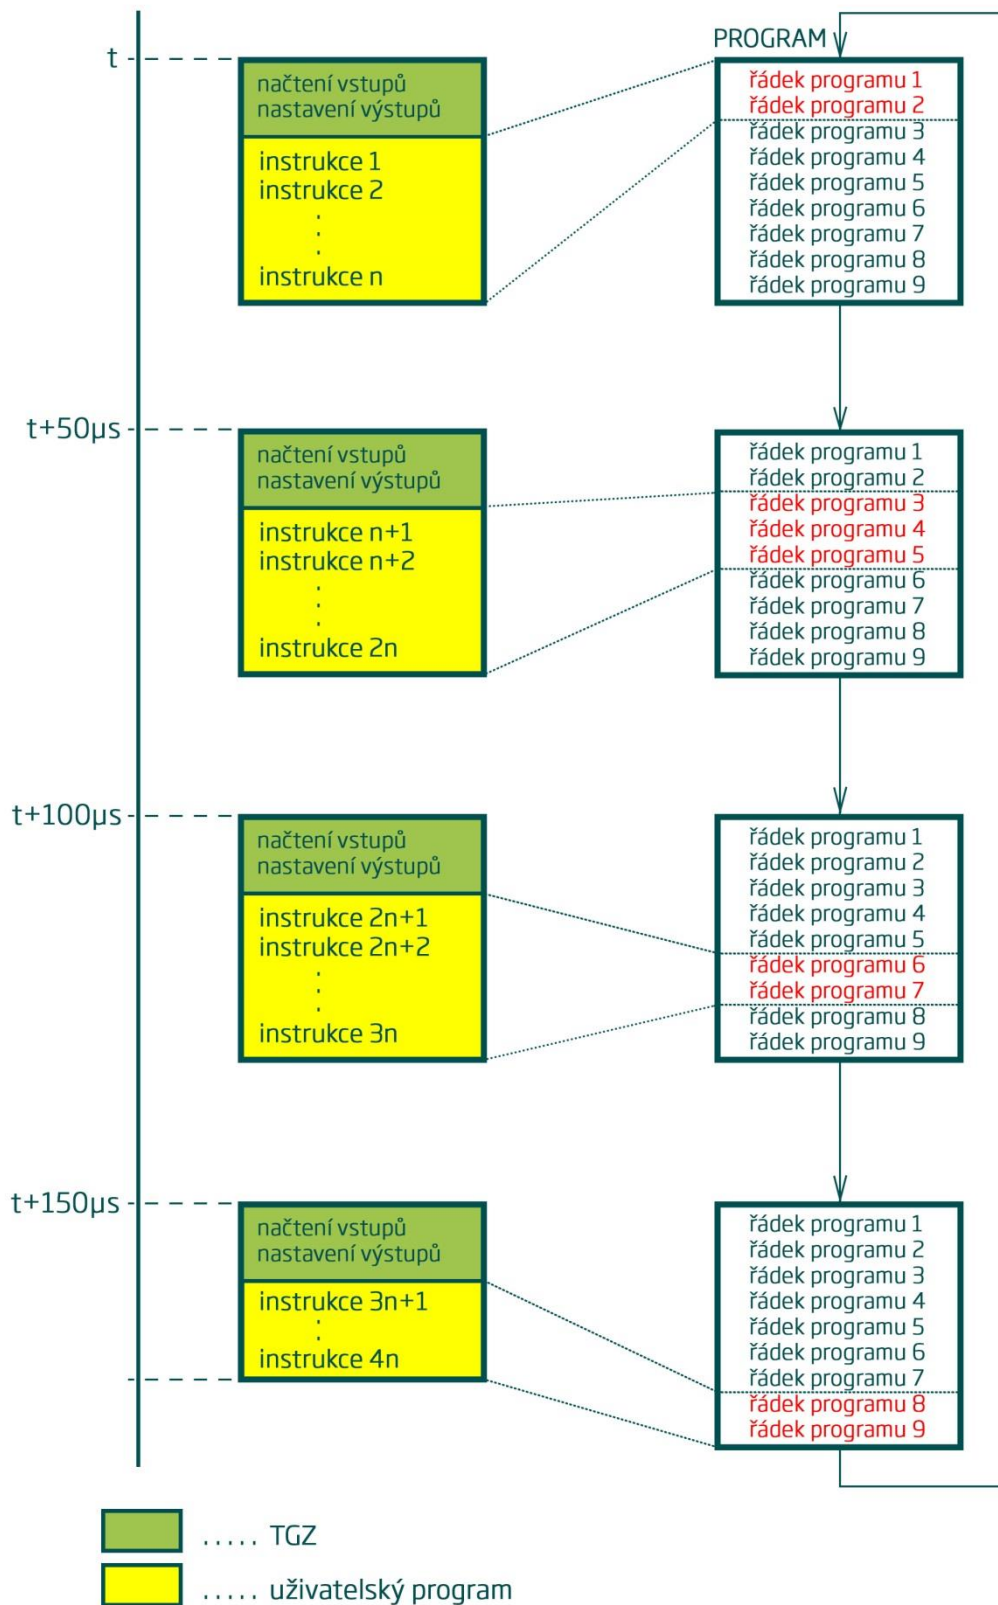 t
načtení vstupů
nastavení výstupů
instrukce 1
instrukce 2
.
.
.
instrukce n
PROGRAM
řádek programu 1
řádek programu 2
řádek programu 3
řádek programu 4
řádek programu 5
řádek programu 6
řádek programu 7
řádek programu 8
řádek programu 9
t+50µs
načtení vstupů
nastavení výstupů
instrukce n+1
instrukce n+2
.
.
.
instrukce 2n
řádek programu 1
řádek programu 2
řádek programu 3
řádek programu 4
řádek programu 5
řádek programu 6
řádek programu 7
řádek programu 8
řádek programu 9
t+100µs
načtení vstupů
nastavení výstupů
instrukce 2n+1
instrukce 2n+2
.
.
.
instrukce 3n
řádek programu 1
řádek programu 2
řádek programu 3
řádek programu 4
řádek programu 5
řádek programu 6
řádek programu 7
řádek programu 8
řádek programu 9
t+150µs
načtení vstupů
nastavení výstupů
instrukce 3n+1
.
.
instrukce 4n
řádek programu 1
řádek programu 2
řádek programu 3
řádek programu 4
řádek programu 5
řádek programu 6
řádek programu 7
řádek programu 8
řádek programu 9
..... TGZ
..... uživatelský program